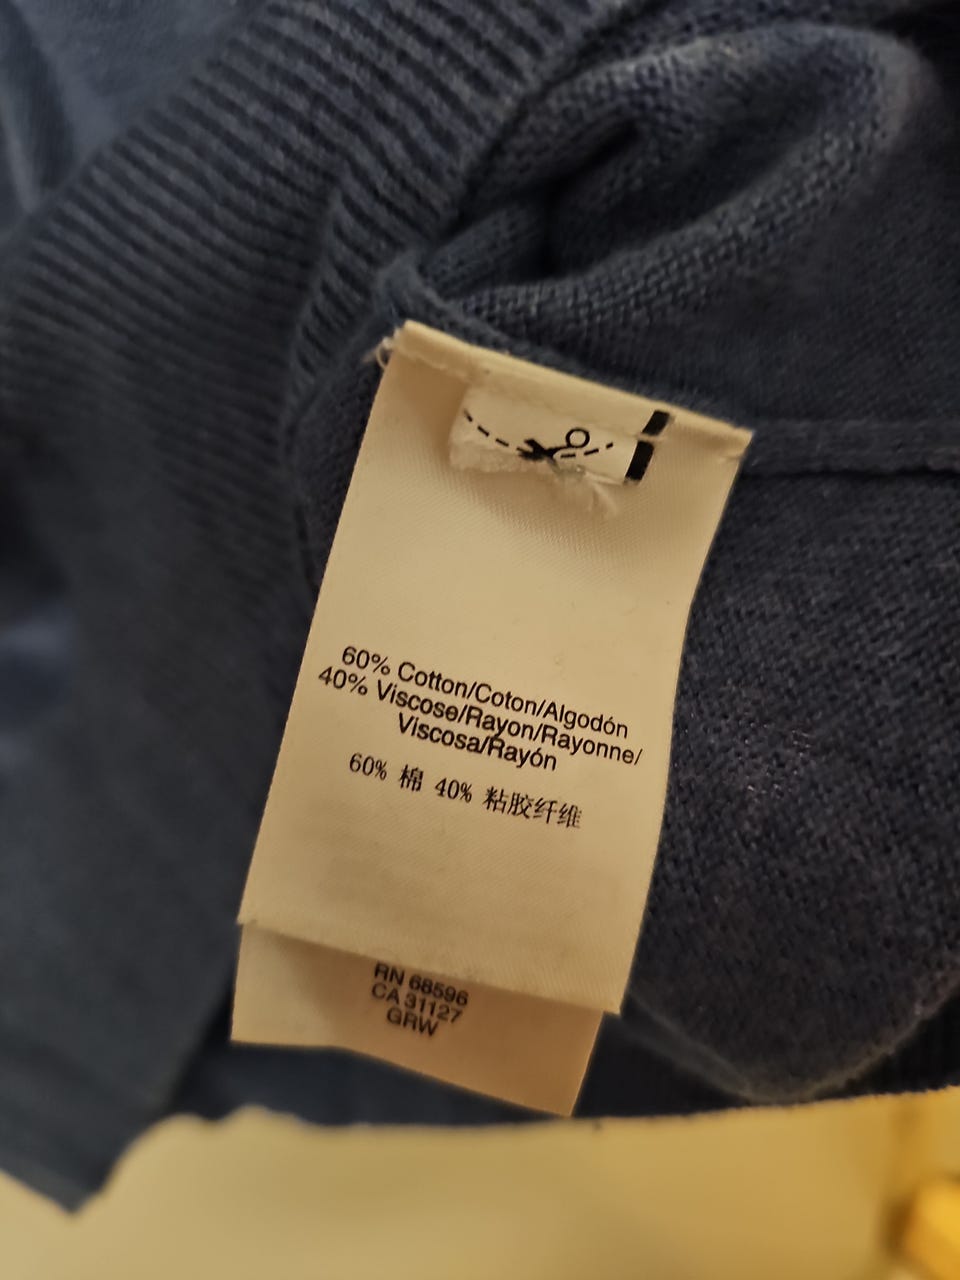 60% Cotton/Coton/Algodón
40% Viscose/Rayon/Rayonne/
Viscosa/Rayón
60% 棉 40% 粘胶纤维
RN 68596
CA 31127
GRW